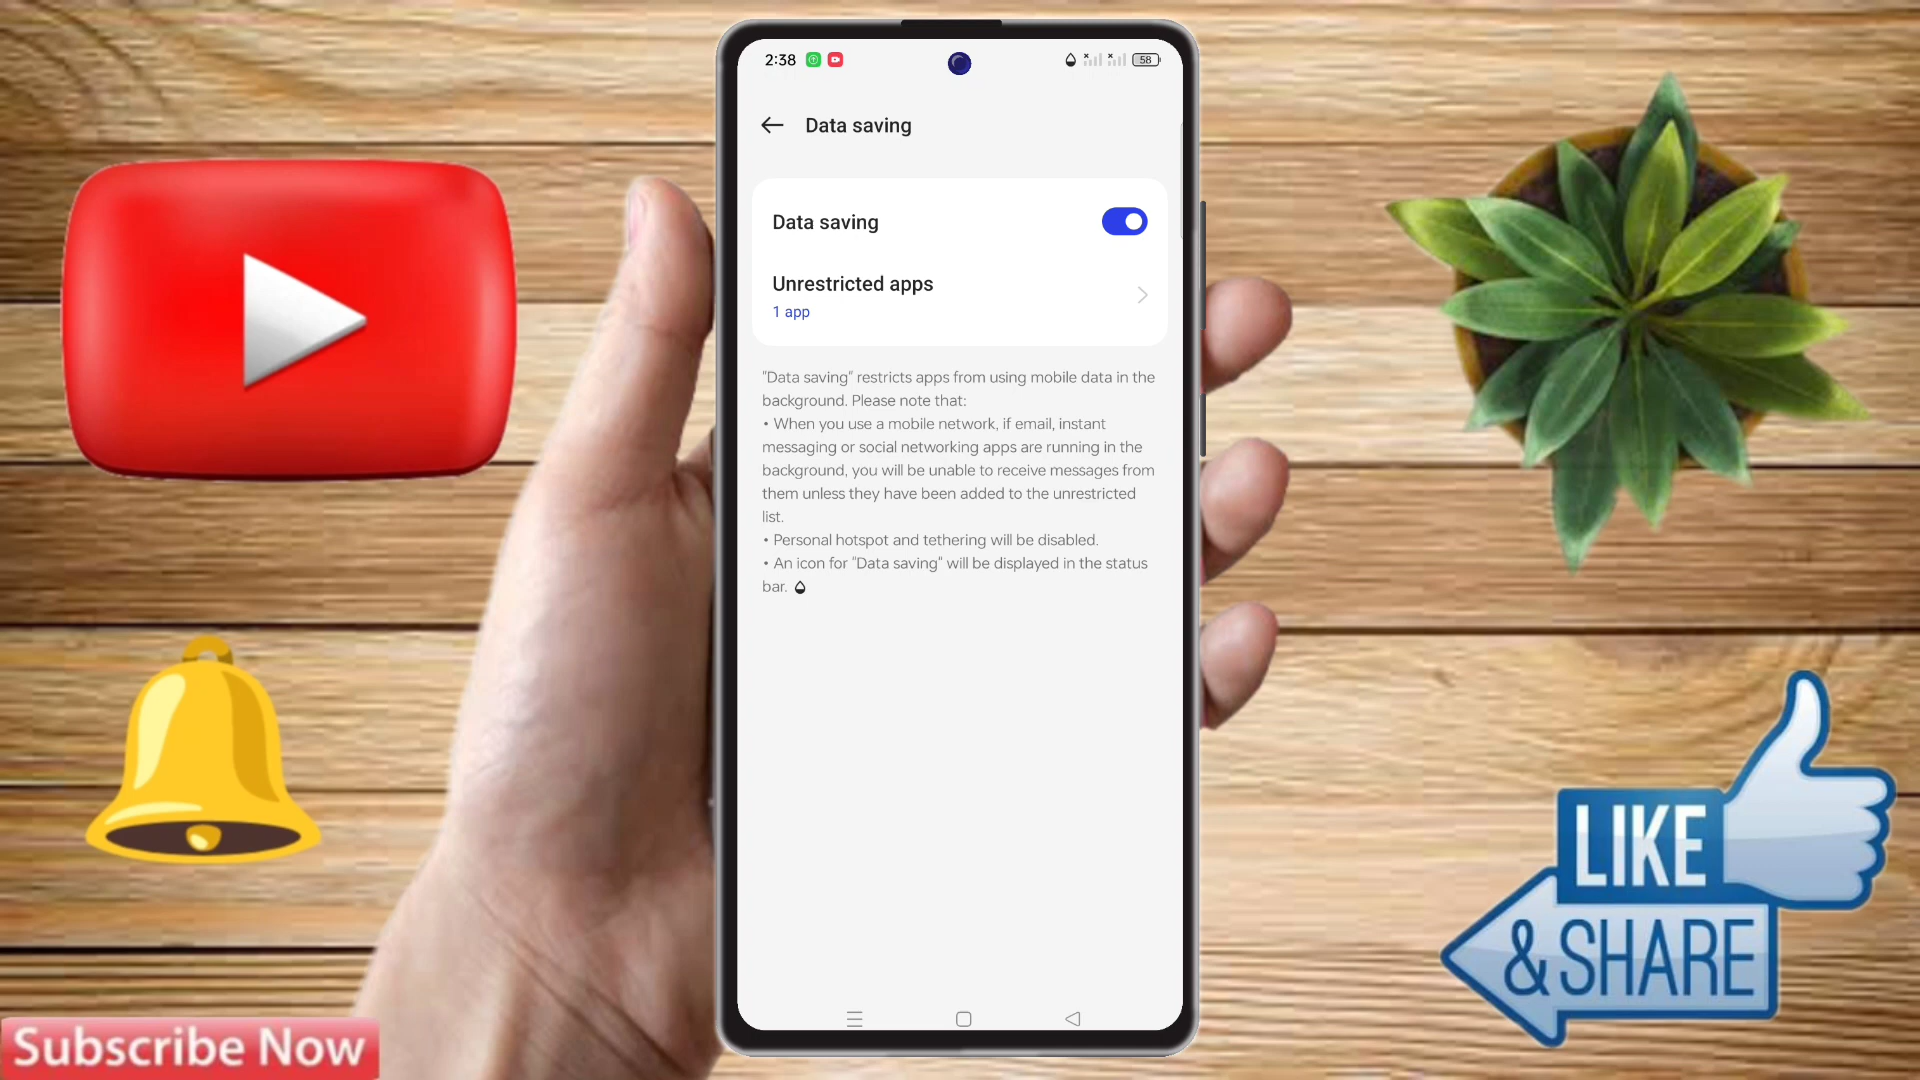 2:38
58
Data saving
Data saving
Unrestricted apps
1 app
"Data saving" restricts apps from using mobile data in the
background. Please note that:
• When you use a mobile network, if email, instant
messaging or social networking apps are running in the
background, you will be unable to receive messages from
them unless they have been added to the unrestricted
list.
• Personal hotspot and tethering will be disabled.
• An icon for "Data saving" will be displayed in the status
bar.
LIKE
& SHARE
Subscribe Now